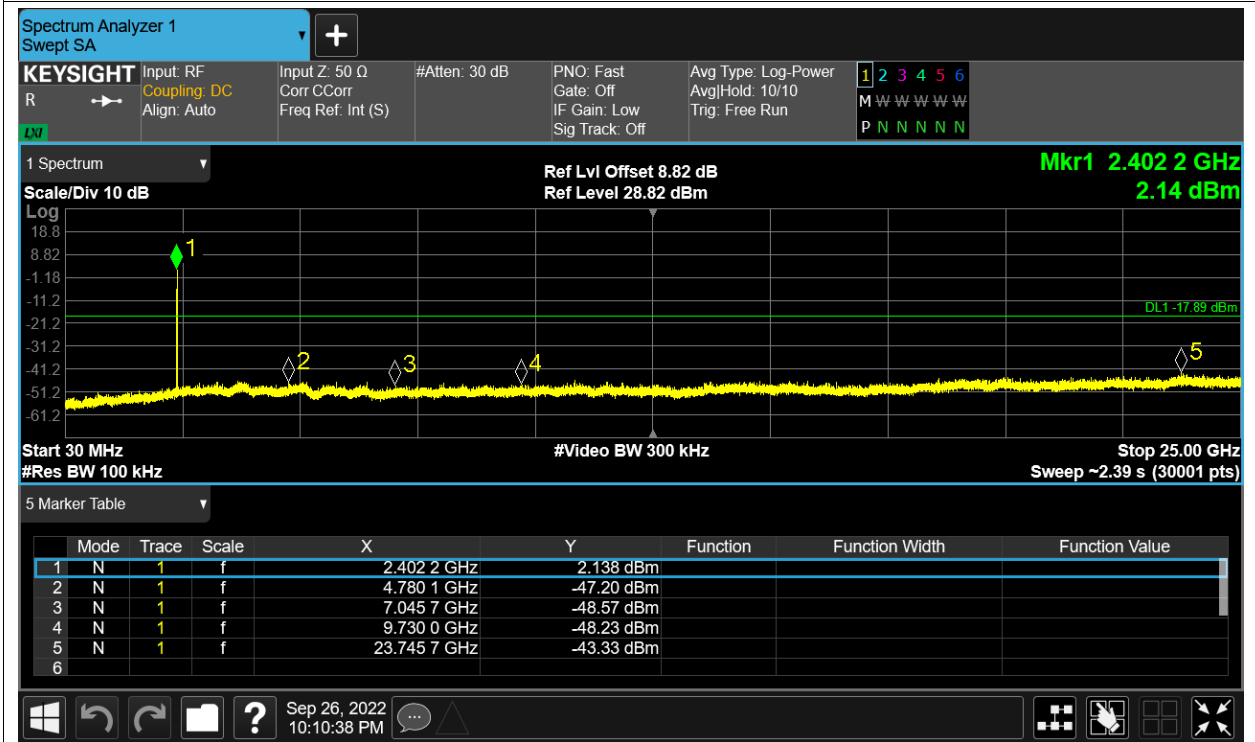 Spectrum Analyzer 1
Swept SA
KEYSIGHT
R
LXI
Input: RF
Coupling: DC
Align: Auto
Input Z: 50 Ω
Corr CCorr
Freq Ref: Int (S)
#Atten: 30 dB
PNO: Fast
Gate: Off
IF Gain: Low
Sig Track: Off
Avg Type: Log-Power
Avg|Hold: 10/10
Trig: Free Run
1 2 3 4 5 6
M W W W W W
P N N N N N
1 Spectrum
Scale/Div 10 dB
Ref Lvl Offset 8.82 dB
Ref Level 28.82 dBm
Mkr1 2.402 2 GHz
2.14 dBm
Log
18.8
8.82
-1.18
-11.2
-21.2
-31.2
-41.2
-51.2
-61.2
1
2
3
4
5
DL1 -17.89 dBm
Start 30 MHz
#Video BW 300 kHz
Stop 25.00 GHz
#Res BW 100 kHz
Sweep ~2.39 s (30001 pts)
5 Marker Table
Mode Trace Scale X Y Function Function Width Function Value
1 N 1 f 2.402 2 GHz 2.138 dBm
2 N 1 f 4.780 1 GHz -47.20 dBm
3 N 1 f 7.045 7 GHz -48.57 dBm
4 N 1 f 9.730 0 GHz -48.23 dBm
5 N 1 f 23.745 7 GHz -43.33 dBm
6
?
Sep 26, 2022
10:10:38 PM